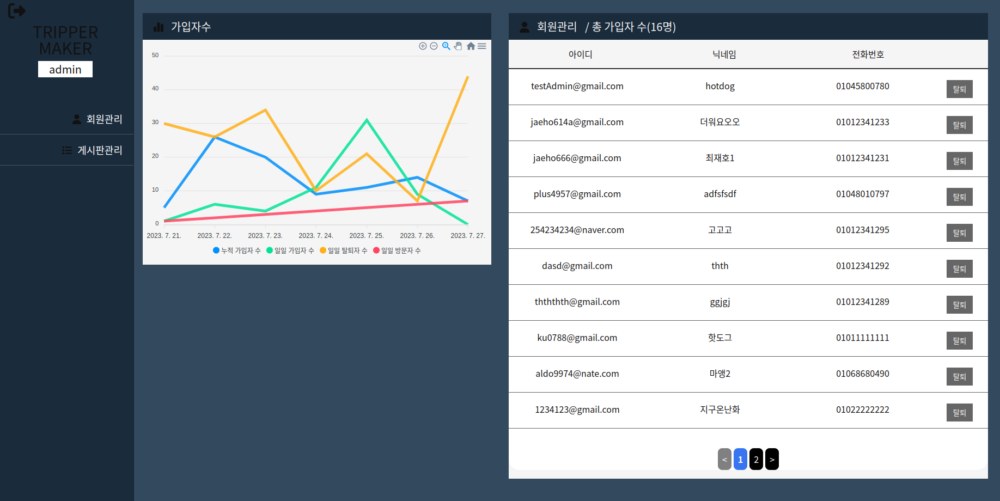 TRIPPER
MAKER
admin
회원관리
게시판관리
가입자수
50
40
30
20
10
0
2023. 7. 21. 2023. 7. 22. 2023. 7. 23. 2023. 7. 24. 2023. 7. 25. 2023. 7. 26. 2023. 7. 27.
누적 가입자 수 일일 가입자 수 일일 탈퇴자 수 일일 방문자 수
회원관리 / 총 가입자 수(16명)
아이디 닉네임 전화번호
testAdmin@gmail.com hotdog 01045800780 탈퇴
jaeho614a@gmail.com 더워요오오 01012341233 탈퇴
jaeho666@gmail.com 최재호1 01012341231 탈퇴
plus4957@gmail.com adfsfsdf 01048010797 탈퇴
254234234@naver.com 고고고 01012341295 탈퇴
dasd@gmail.com thth 01012341292 탈퇴
thththth@gmail.com ggjgj 01012341289 탈퇴
ku0788@gmail.com 핫도그 01011111111 탈퇴
aldo9974@nate.com 마앵2 01068680490 탈퇴
1234123@gmail.com 지구온난화 01022222222 탈퇴
< 1 2 >